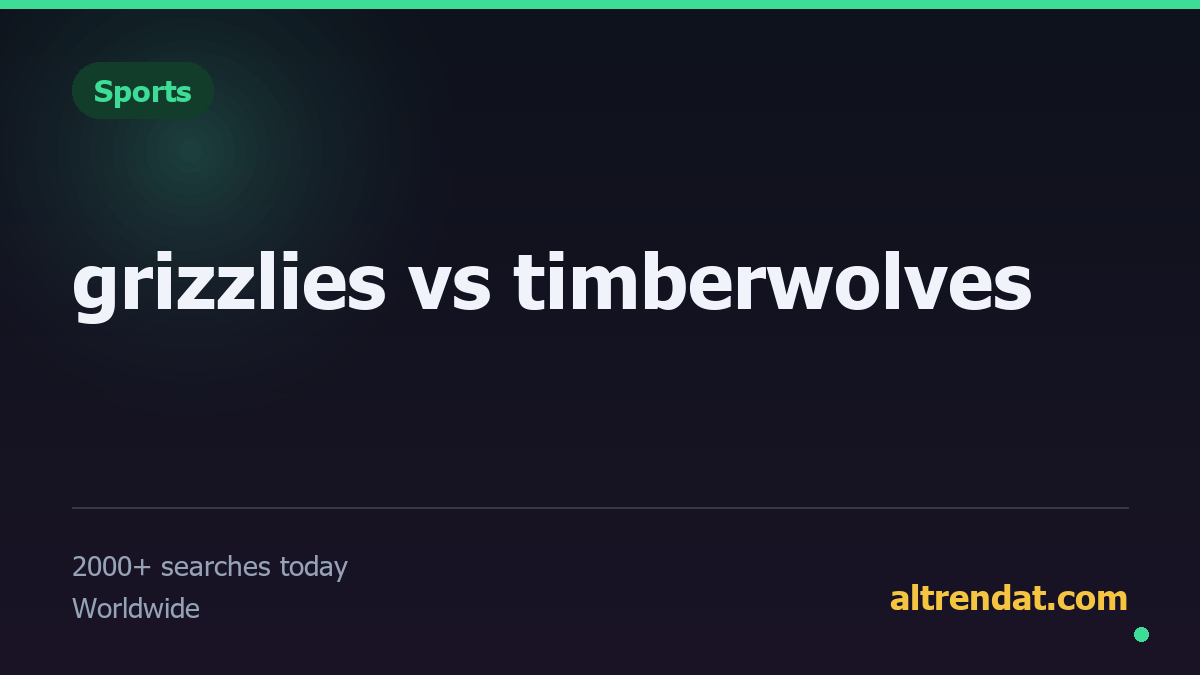 Sports
grizzlies vs timberwolves
2000+ searches today
Worldwide
altrendat.com